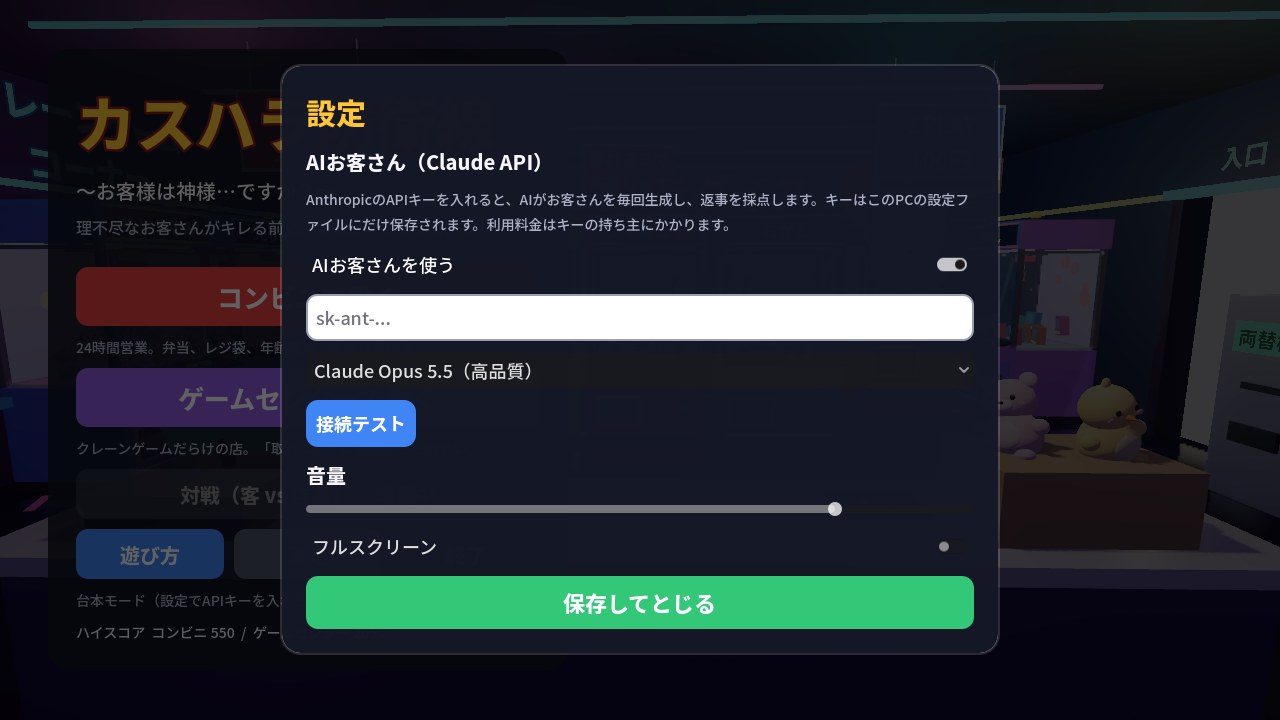 設定
AIお客さん（Claude API）
AnthropicのAPIキーを入れると、AIがお客さんを毎回生成し、返事を採点します。キーはこのPCの設定フ
ァイルにだけ保存されます。利用料金はキーの持ち主にかかります。
AIお客さんを使う
sk-ant-...
Claude Opus 5.5（高品質）
接続テスト
音量
フルスクリーン
保存してとじる
カスハラ
〜お客様は神様…ですか
理不尽なお客さんがキレる前
コンビ
24時間営業。弁当、レジ袋、年齢
ゲームセ
クレーンゲームだらけの店。「取
対戦（客 vs
遊び方
台本モード（設定でAPIキーを入
ハイスコア コンビニ 550 / ゲー
入口
両替